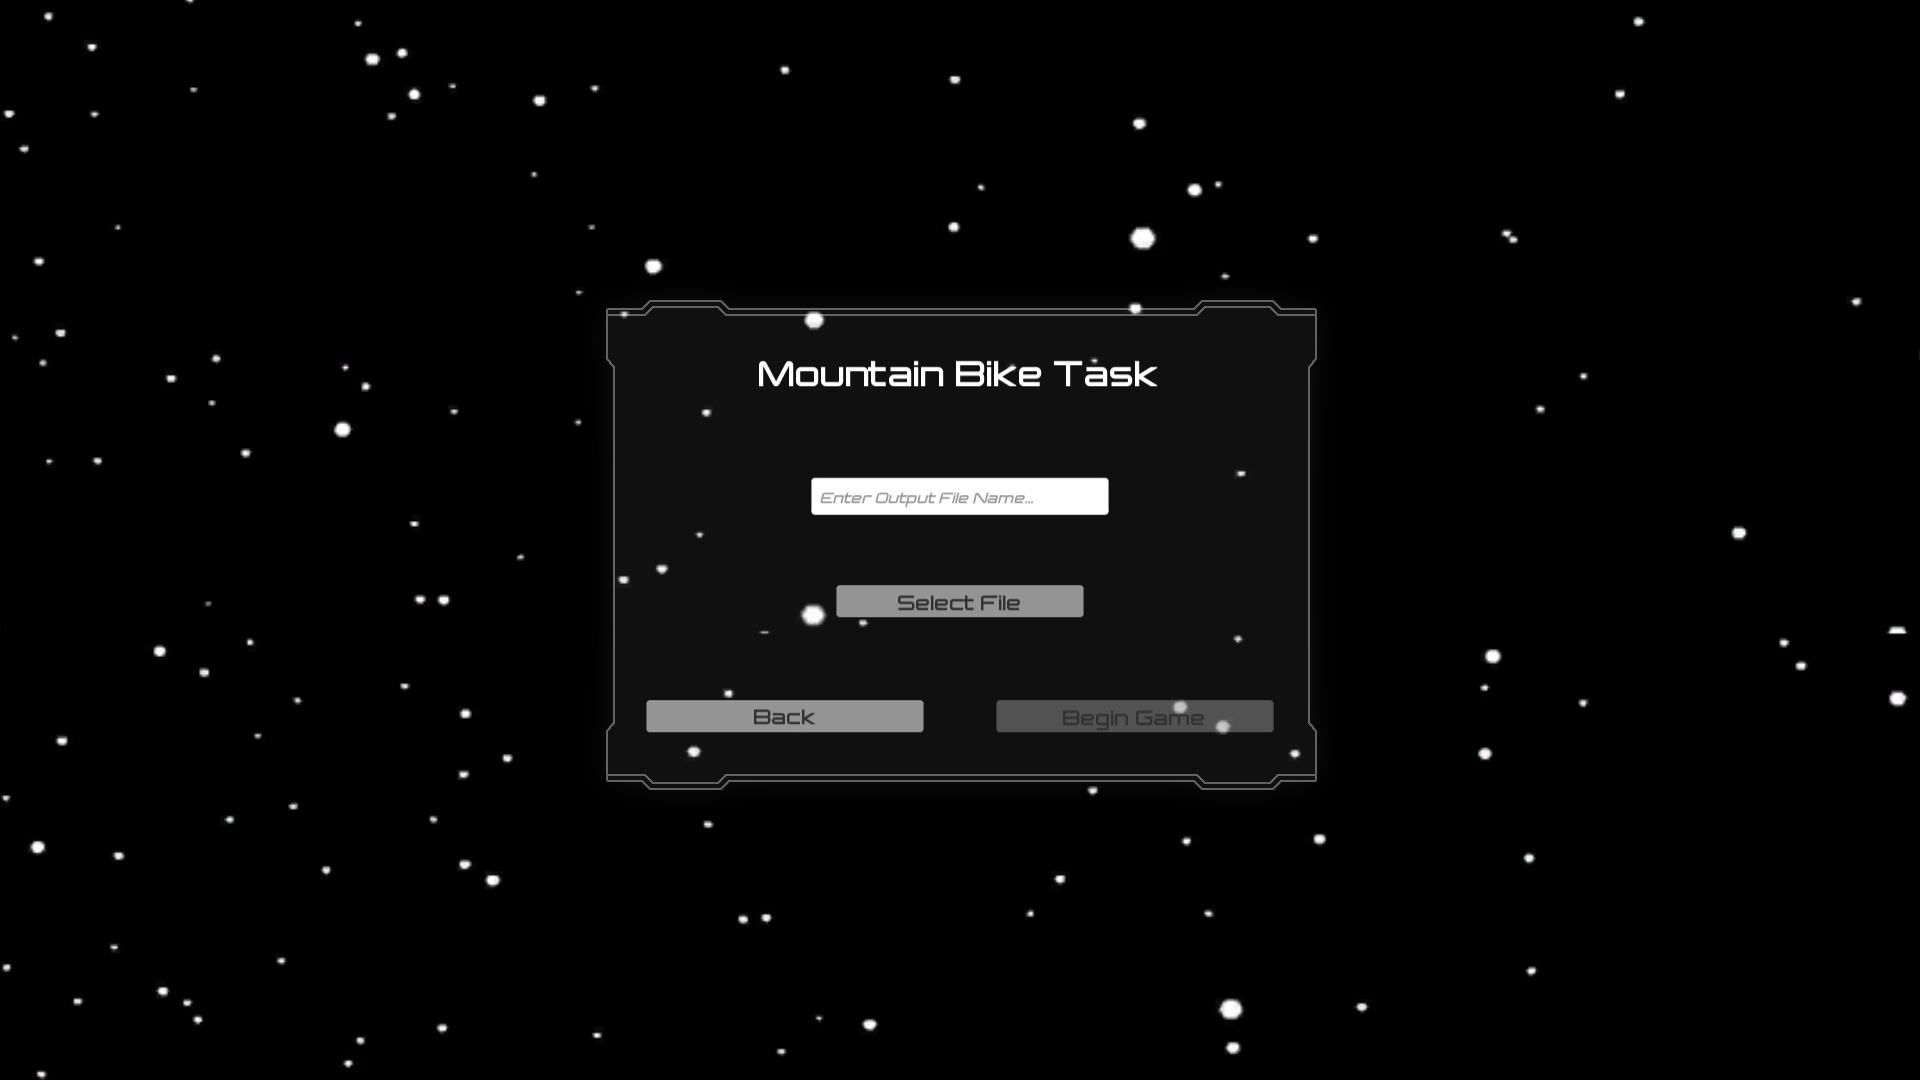 Mountain Bike Task
Enter Output File Name...
Select File
Back
Begin Game